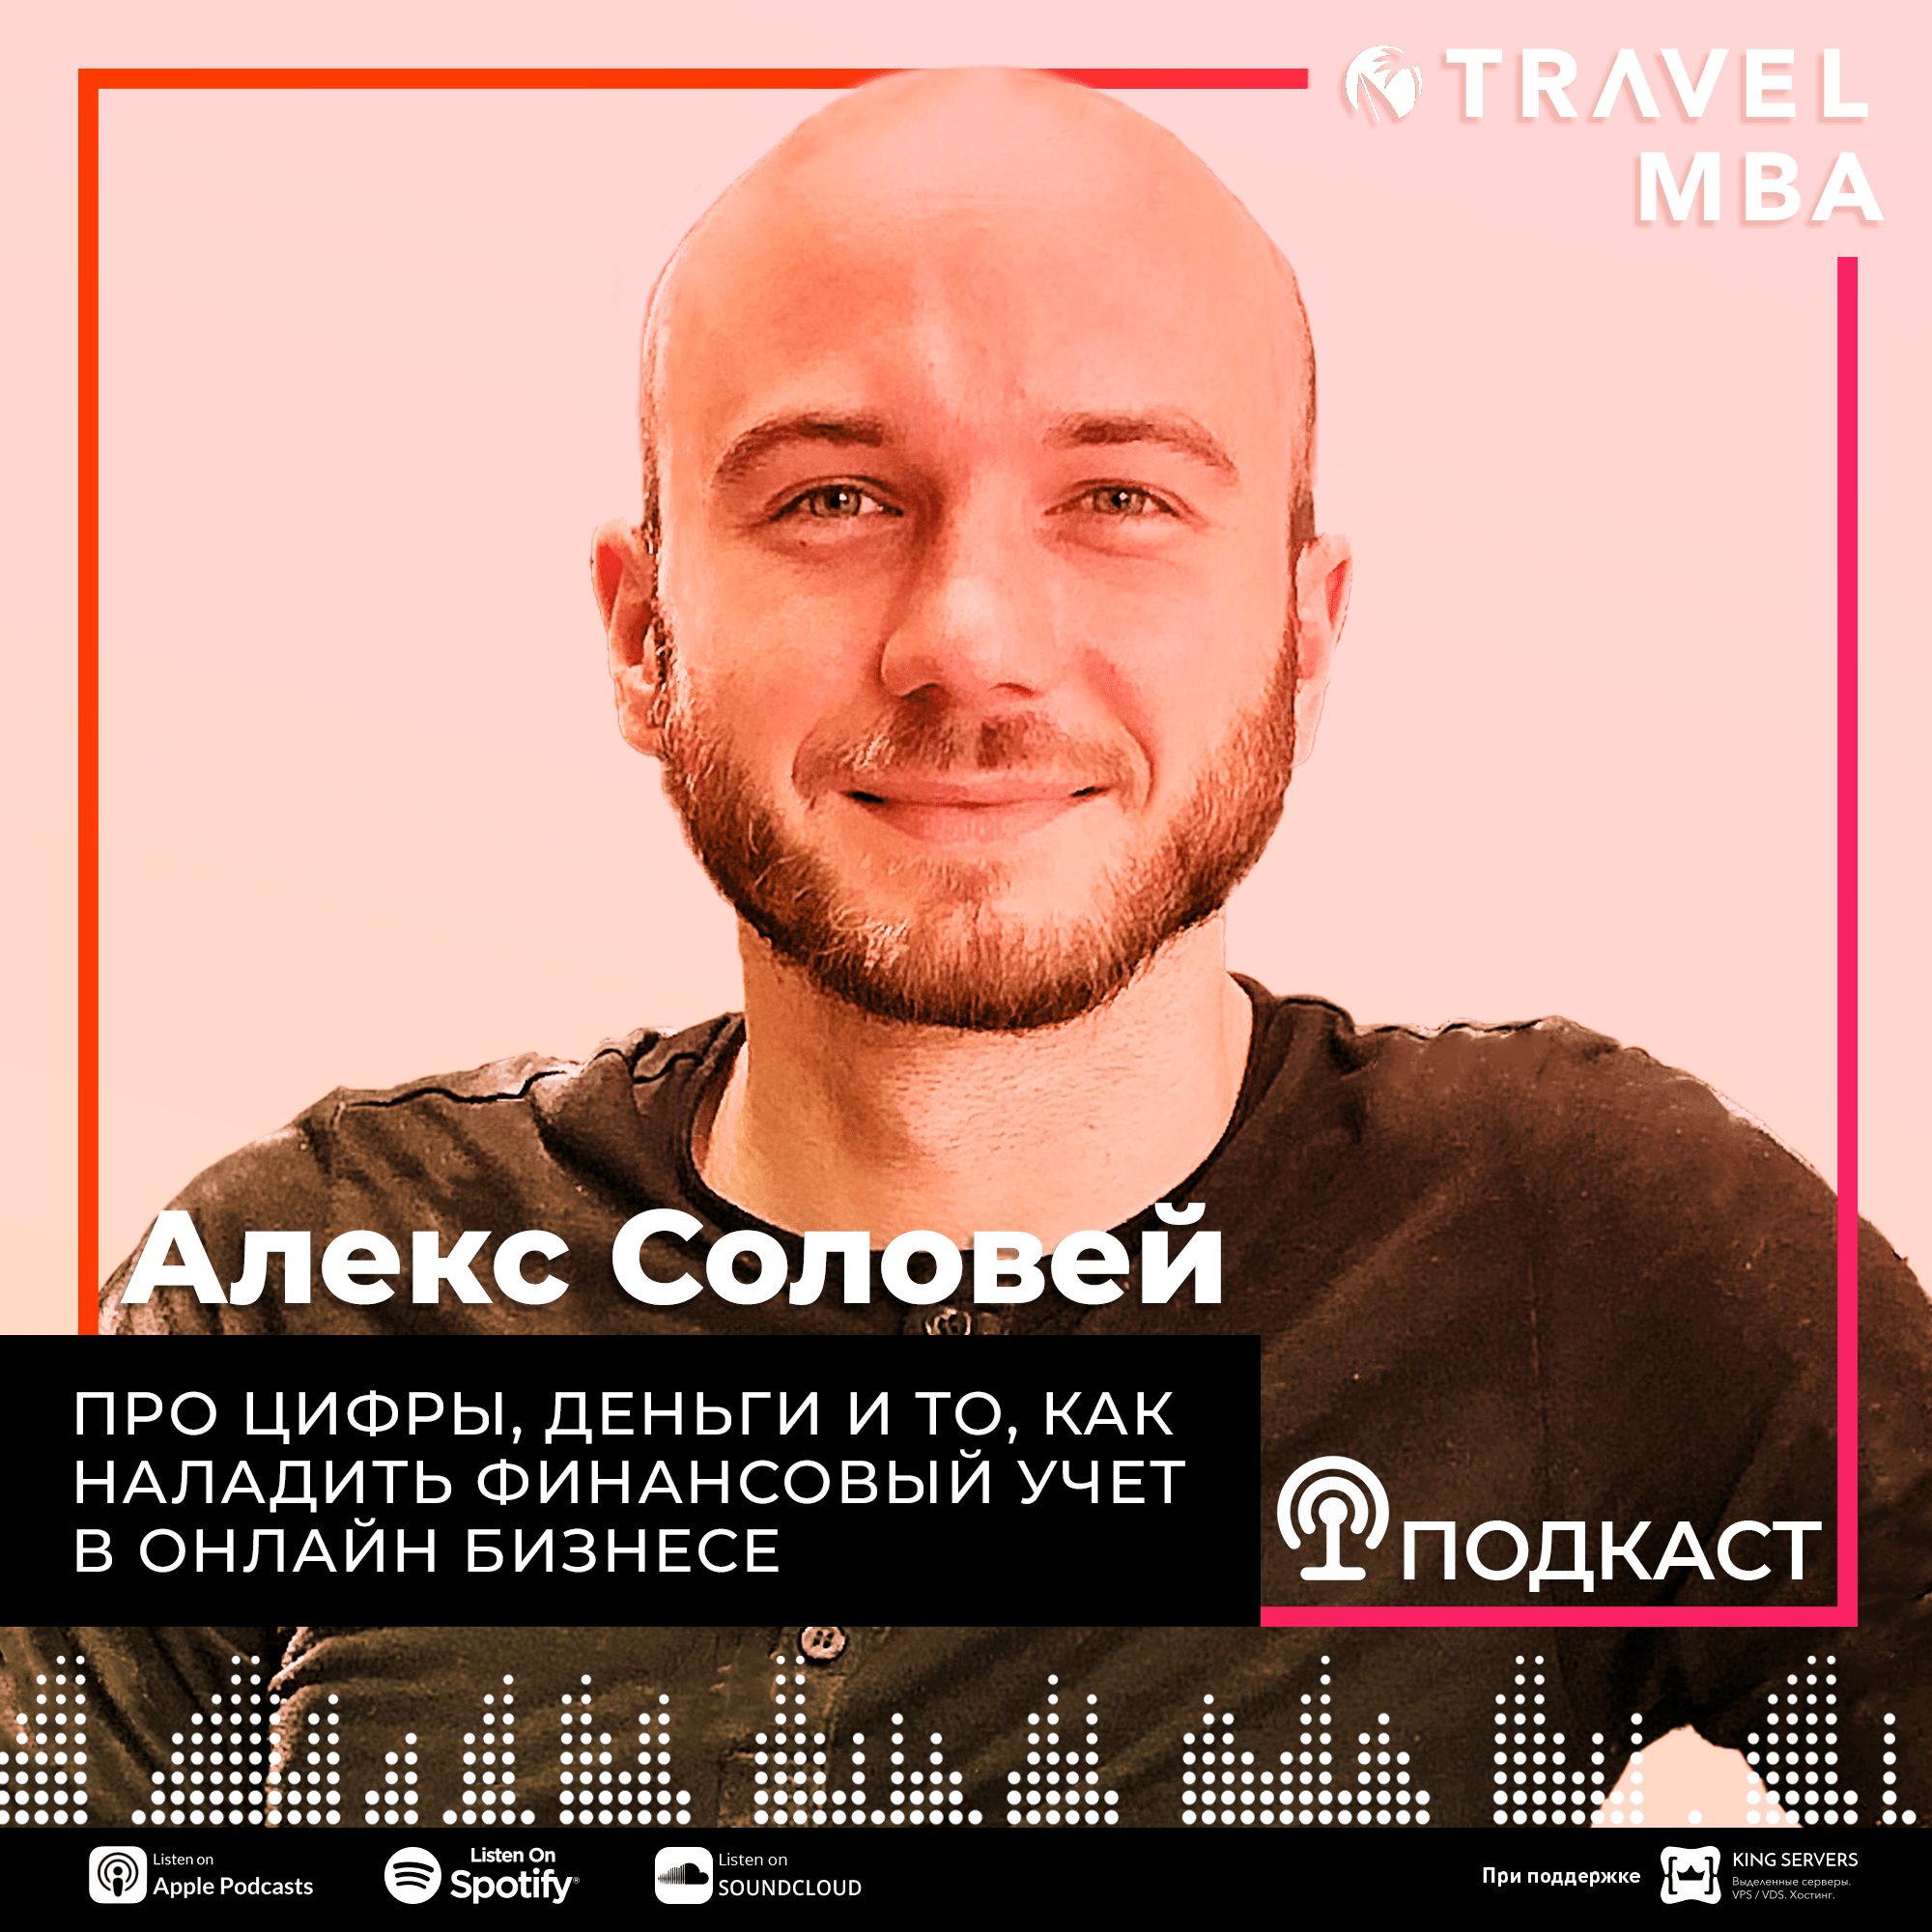 TRAVEL
MBA
Алекс Соловей
ПРО ЦИФРЫ, ДЕНЬГИ И ТО, КАК
НАЛАДИТЬ ФИНАНСОВЫЙ УЧЕТ
В ОНЛАЙН БИЗНЕСЕ
ПОДКАСТ
Listen on
Apple Podcasts
Listen On
Spotify®
Listen on
SOUNDCLOUD
При поддержке
KING SERVERS
Выделенные серверы.
VPS / VDS. Хостинг.